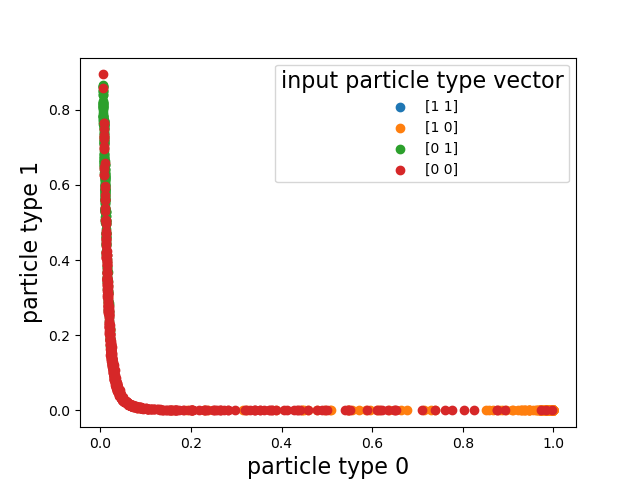 input particle type vector
[1 1]
[1 0]
[0 1]
[0 0]
particle type 1
0.8
0.6
0.4
0.2
0.0
0.0 0.2 0.4 0.6 0.8 1.0
particle type 0